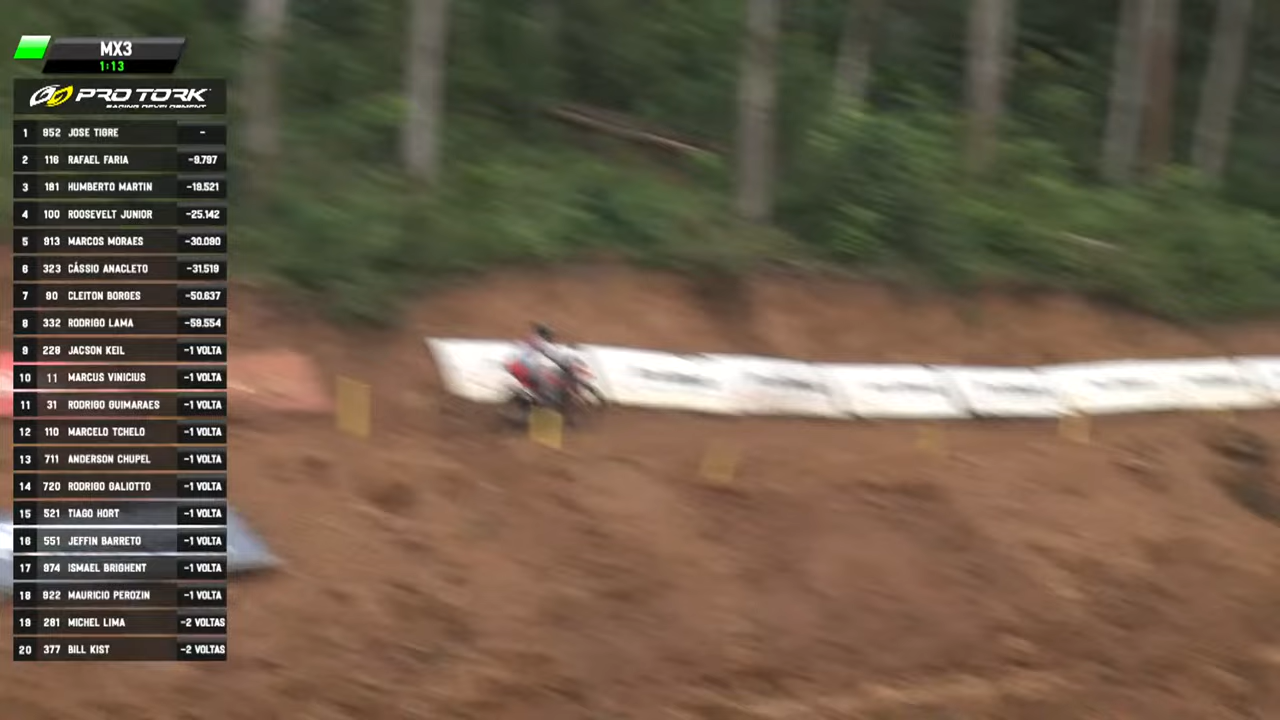 MX3
1:13
PRO TORK
RACING DEVELOPMENT
1 952 JOSE TIGRE -
2 116 RAFAEL FARIA -9.797
3 161 HUMBERTO MARTIN -19.521
4 100 ROOSEVELT JUNIOR -25.142
5 913 MARCOS MORAES -30.090
6 323 CÁSSIO ANACLETO -31.519
7 90 CLEITON BORGES -50.637
8 332 RODRIGO LAMA -59.554
9 228 JACSON KEIL -1 VOLTA
10 11 MARCUS VINICIUS -1 VOLTA
11 31 RODRIGO GUIMARAES -1 VOLTA
12 110 MARCELO TCHELO -1 VOLTA
13 711 ANDERSON CHUPEL -1 VOLTA
14 720 RODRIGO GALIOTTO -1 VOLTA
15 521 TIAGO HORT -1 VOLTA
16 551 JEFFIN BARRETO -1 VOLTA
17 974 ISMAEL BRIGHENT -1 VOLTA
18 922 MAURICIO PEROZIN -1 VOLTA
19 281 MICHEL LIMA -2 VOLTAS
20 377 BILL KIST -2 VOLTAS